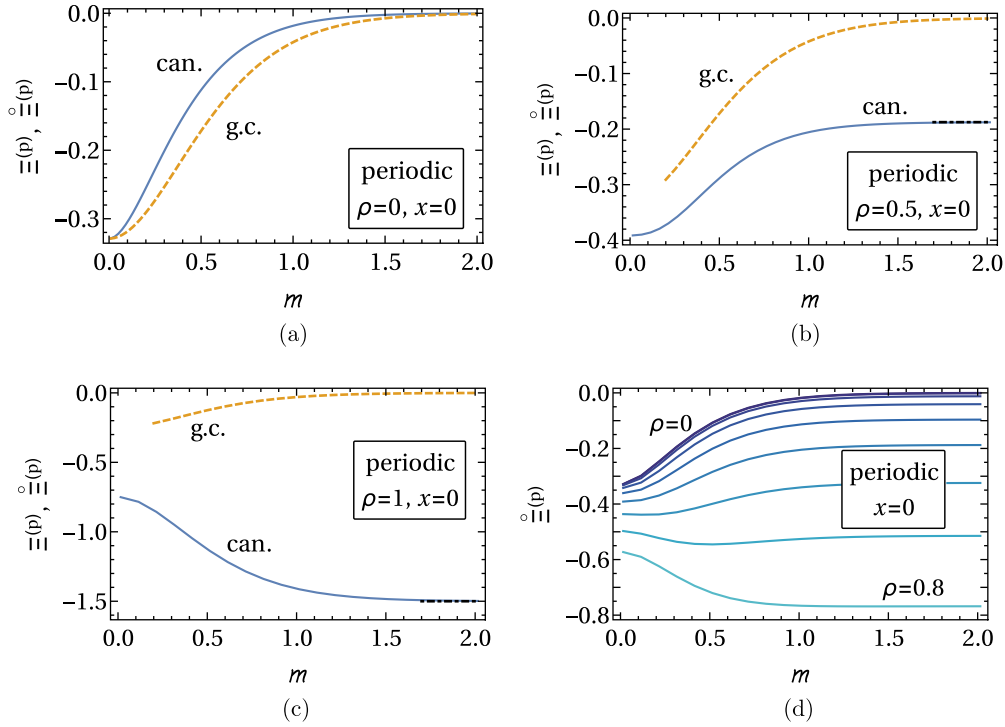 0.0
−0.1
−0.2
−0.3
Ξ(p), Ξ̊(p)
can.
g.c.
periodic
ρ=0, x=0
0.0 0.5 1.0 1.5 2.0
m
(a)
0.0
−0.1
−0.2
−0.3
−0.4
Ξ(p), Ξ̊(p)
g.c.
can.
periodic
ρ=0.5, x=0
0.0 0.5 1.0 1.5 2.0
m
(b)
0.0
−0.5
−1.0
−1.5
Ξ(p), Ξ̊(p)
g.c.
can.
periodic
ρ=1, x=0
0.0 0.5 1.0 1.5 2.0
m
(c)
0.0
−0.2
−0.4
−0.6
−0.8
Ξ̊(p)
ρ=0
periodic
x=0
ρ=0.8
0.0 0.5 1.0 1.5 2.0
m
(d)